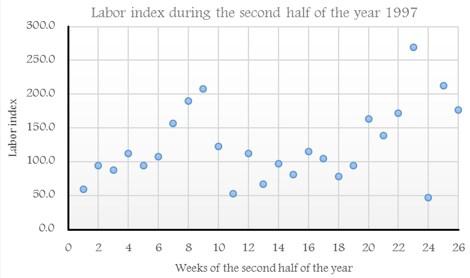 Labor index during the second half of the year 1997
300.0
250.0
200.0
150.0
100.0
50.0
0.0
Labor index
0 2 4 6 8 10 12 14 16 18 20 22 24 26
Weeks of the second half of the year